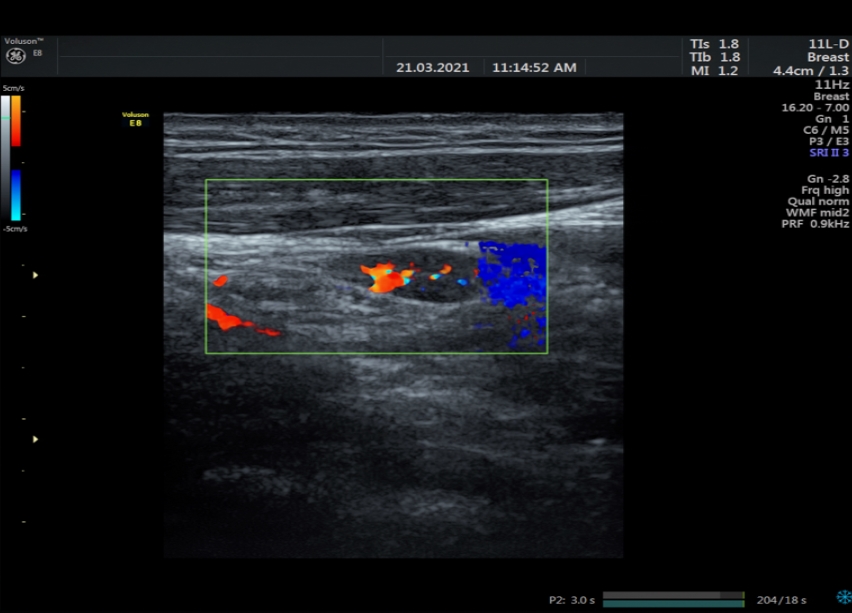 Voluson™
E8
21.03.2021
11:14:52 AM
TIs 1.8
TIb 1.8
MI 1.2
11L-D
Breast
4.4cm / 1.3
11Hz
Breast
16.20 - 7.00
Gn 1
C6 / M5
P3 / E3
SRI II 3
Gn -2.8
Frq high
Qual norm
WMF mid2
PRF 0.9kHz
5cm/s
-5cm/s
Voluson
E8
P2: 3.0 s
204/18 s